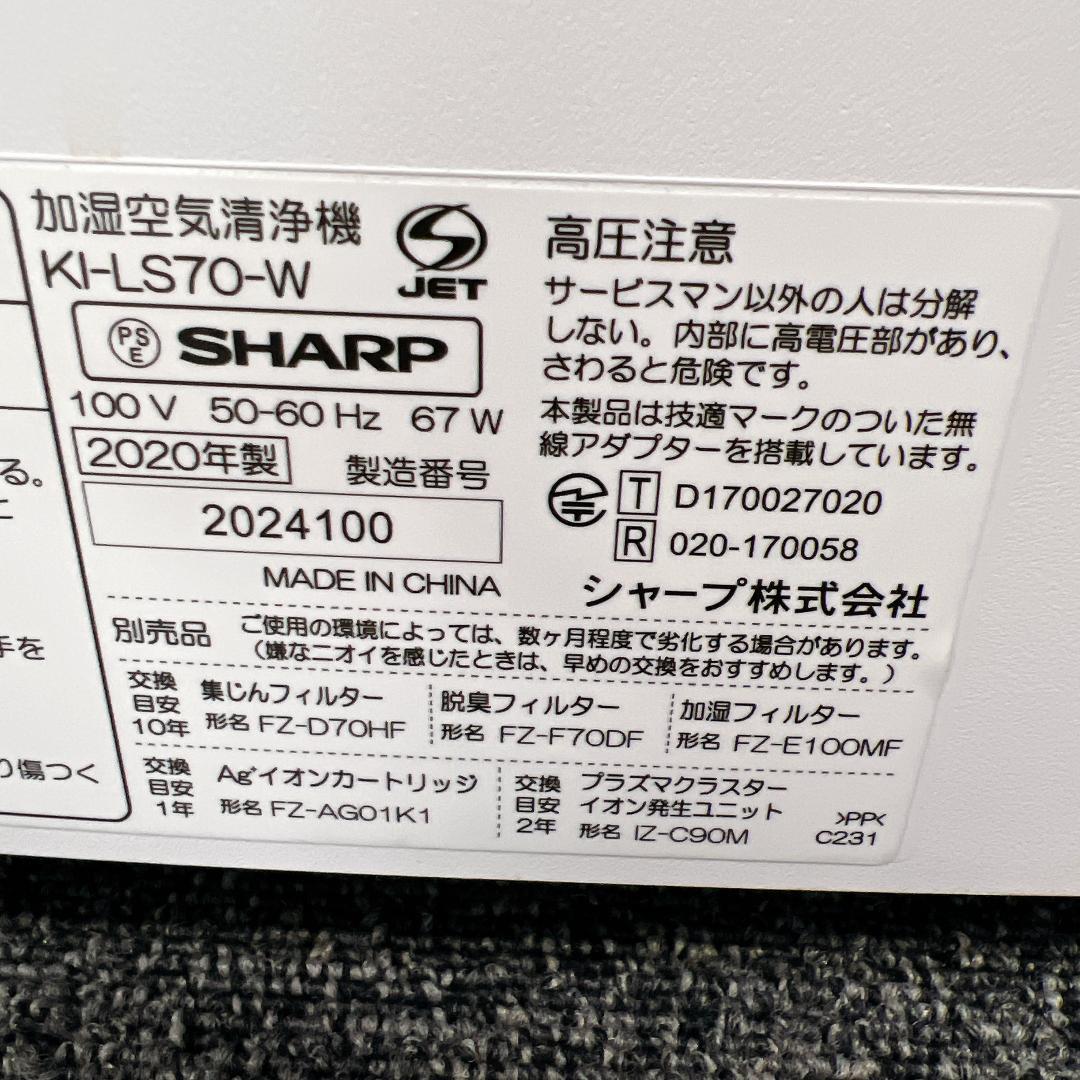 加湿空気清浄機
KI-LS70-W
JET
PS
E
SHARP
100V 50-60Hz 67W
2020年製
製造番号
2024100
MADE IN CHINA
高圧注意
サービスマン以外の人は分解
しない。内部に高電圧部があり、
さわると危険です。
本製品は技適マークのついた無
線アダプターを搭載しています。
T D170027020
R 020-170058
シャープ株式会社
る。
と
手を
り傷つく
別売品
ご使用の環境によっては、数ヶ月程度で劣化する場合があります。
(嫌なニオイを感じたときは、早めの交換をおすすめします。)
交換
目安
10年
集じんフィルター
形名 FZ-D70HF
脱臭フィルター
形名 FZ-F70DF
加湿フィルター
形名 FZ-E100MF
交換
目安
1年
Ag⁺イオンカートリッジ
形名 FZ-AG01K1
交換
目安
2年
プラズマクラスター
イオン発生ユニット
形名 IZ-C90M
>PP<
C231